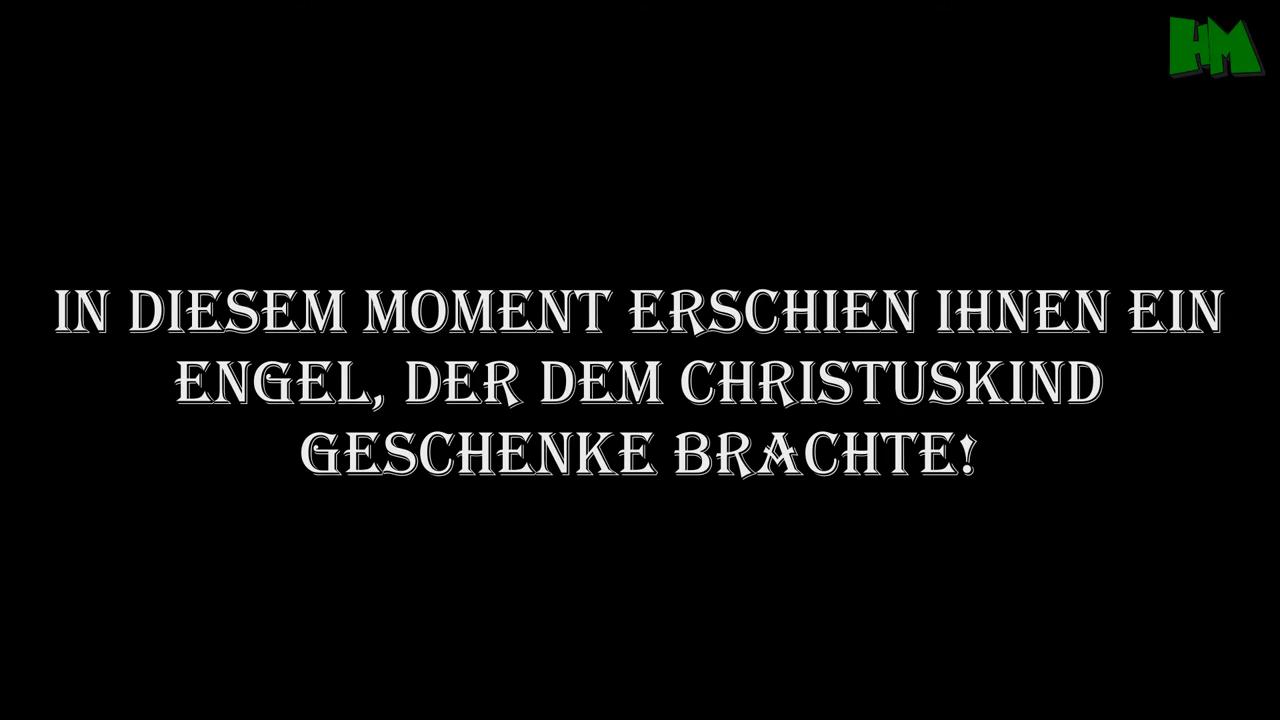 HM
IN DIESEM MOMENT ERSCHIEN IHNEN EIN
ENGEL, DER DEM CHRISTUSKIND
GESCHENKE BRACHTE!